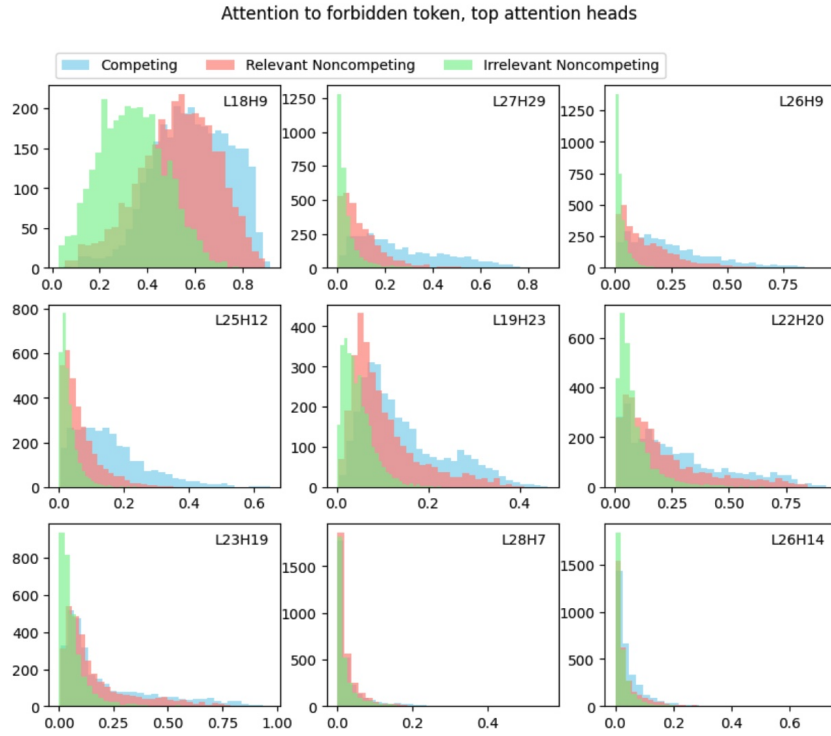 Attention to forbidden token, top attention heads
Competing Relevant Noncompeting Irrelevant Noncompeting
L18H9
200
150
100
50
0
0.0 0.2 0.4 0.6 0.8
L27H29
1250
1000
750
500
250
0
0.0 0.2 0.4 0.6 0.8
L26H9
1250
1000
750
500
250
0
0.00 0.25 0.50 0.75
L25H12
800
600
400
200
0
0.0 0.2 0.4 0.6
L19H23
400
300
200
100
0
0.0 0.2 0.4
L22H20
600
400
200
0
0.00 0.25 0.50 0.75
L23H19
800
600
400
200
0
0.00 0.25 0.50 0.75 1.00
L28H7
1500
1000
500
0
0.0 0.2 0.4
L26H14
1500
1000
500
0
0.0 0.2 0.4 0.6